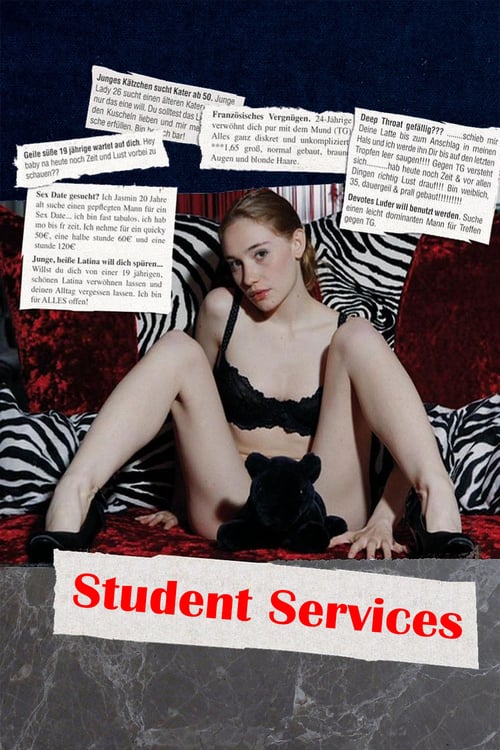 Junges Kätzchen sucht Kater ab 50. Junge
Lady 26 sucht einen älteren Kater
nur das eine will. Du solltest das Li
den Kuscheln lieben und mir me
sche erfüllen. Bin bar!
Geile süße 19 jährige wartet auf dich. Hey
baby na heute noch Zeit und Lust vorbei zu
schauen??
Französisches Vergnügen. 24-Jährige
verwöhnt dich pur mit dem Mund (TG)
Alles ganz diskret und unkompliziert
***1,65 groß, normal gebaut, braun
Augen und blonde Haare.
Deep Throat gefällig??? .......schieb mir
Deine Latte bis zum Anschlag in meinen
Hals und ich werde ihn Dir bis auf den letzten
Tropfen leer saugen!!!! Gegen TG versteht
sich........hab heute noch Zeit & vor allen
Dingen richtig Lust drauf!!!! Bin weiblich,
35, dauergeil & prall gebaut!!!!!!!!!!
Devotes Luder will benutzt werden. Suche
einen leicht dominanten Mann für Treffen
gegen TG.
Sex Date gesucht? Ich Jasmin 20 Jahre
alt suche einen gepflegten Mann für ein
Sex Date... ich bin fast tabulos. ich hab
mo bis fr zeit. Ich nehme für ein quicky
50€, eine halbe stunde 60€ und eine
stunde 120€
Junge, heiße Latina will dich spüren...
Willst du dich von einer 19 jährigen,
schönen Latina verwöhnen lassen und
deinen Alltag vergessen lassen. Ich bin
für ALLES offen!
Student Services